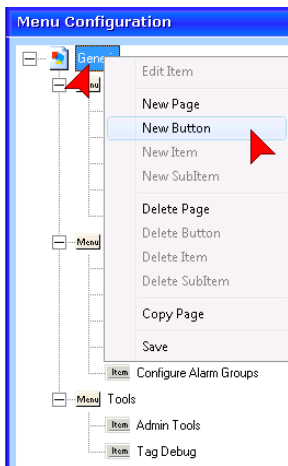 Menu Configuration
Gene
Edit Item
Menu
New Page
New Button
New Item
New SubItem
Delete Page
Delete Button
Menu
Delete Item
Delete SubItem
Copy Page
Save
Item Configure Alarm Groups
Menu Tools
Item Admin Tools
Item Tag Debug